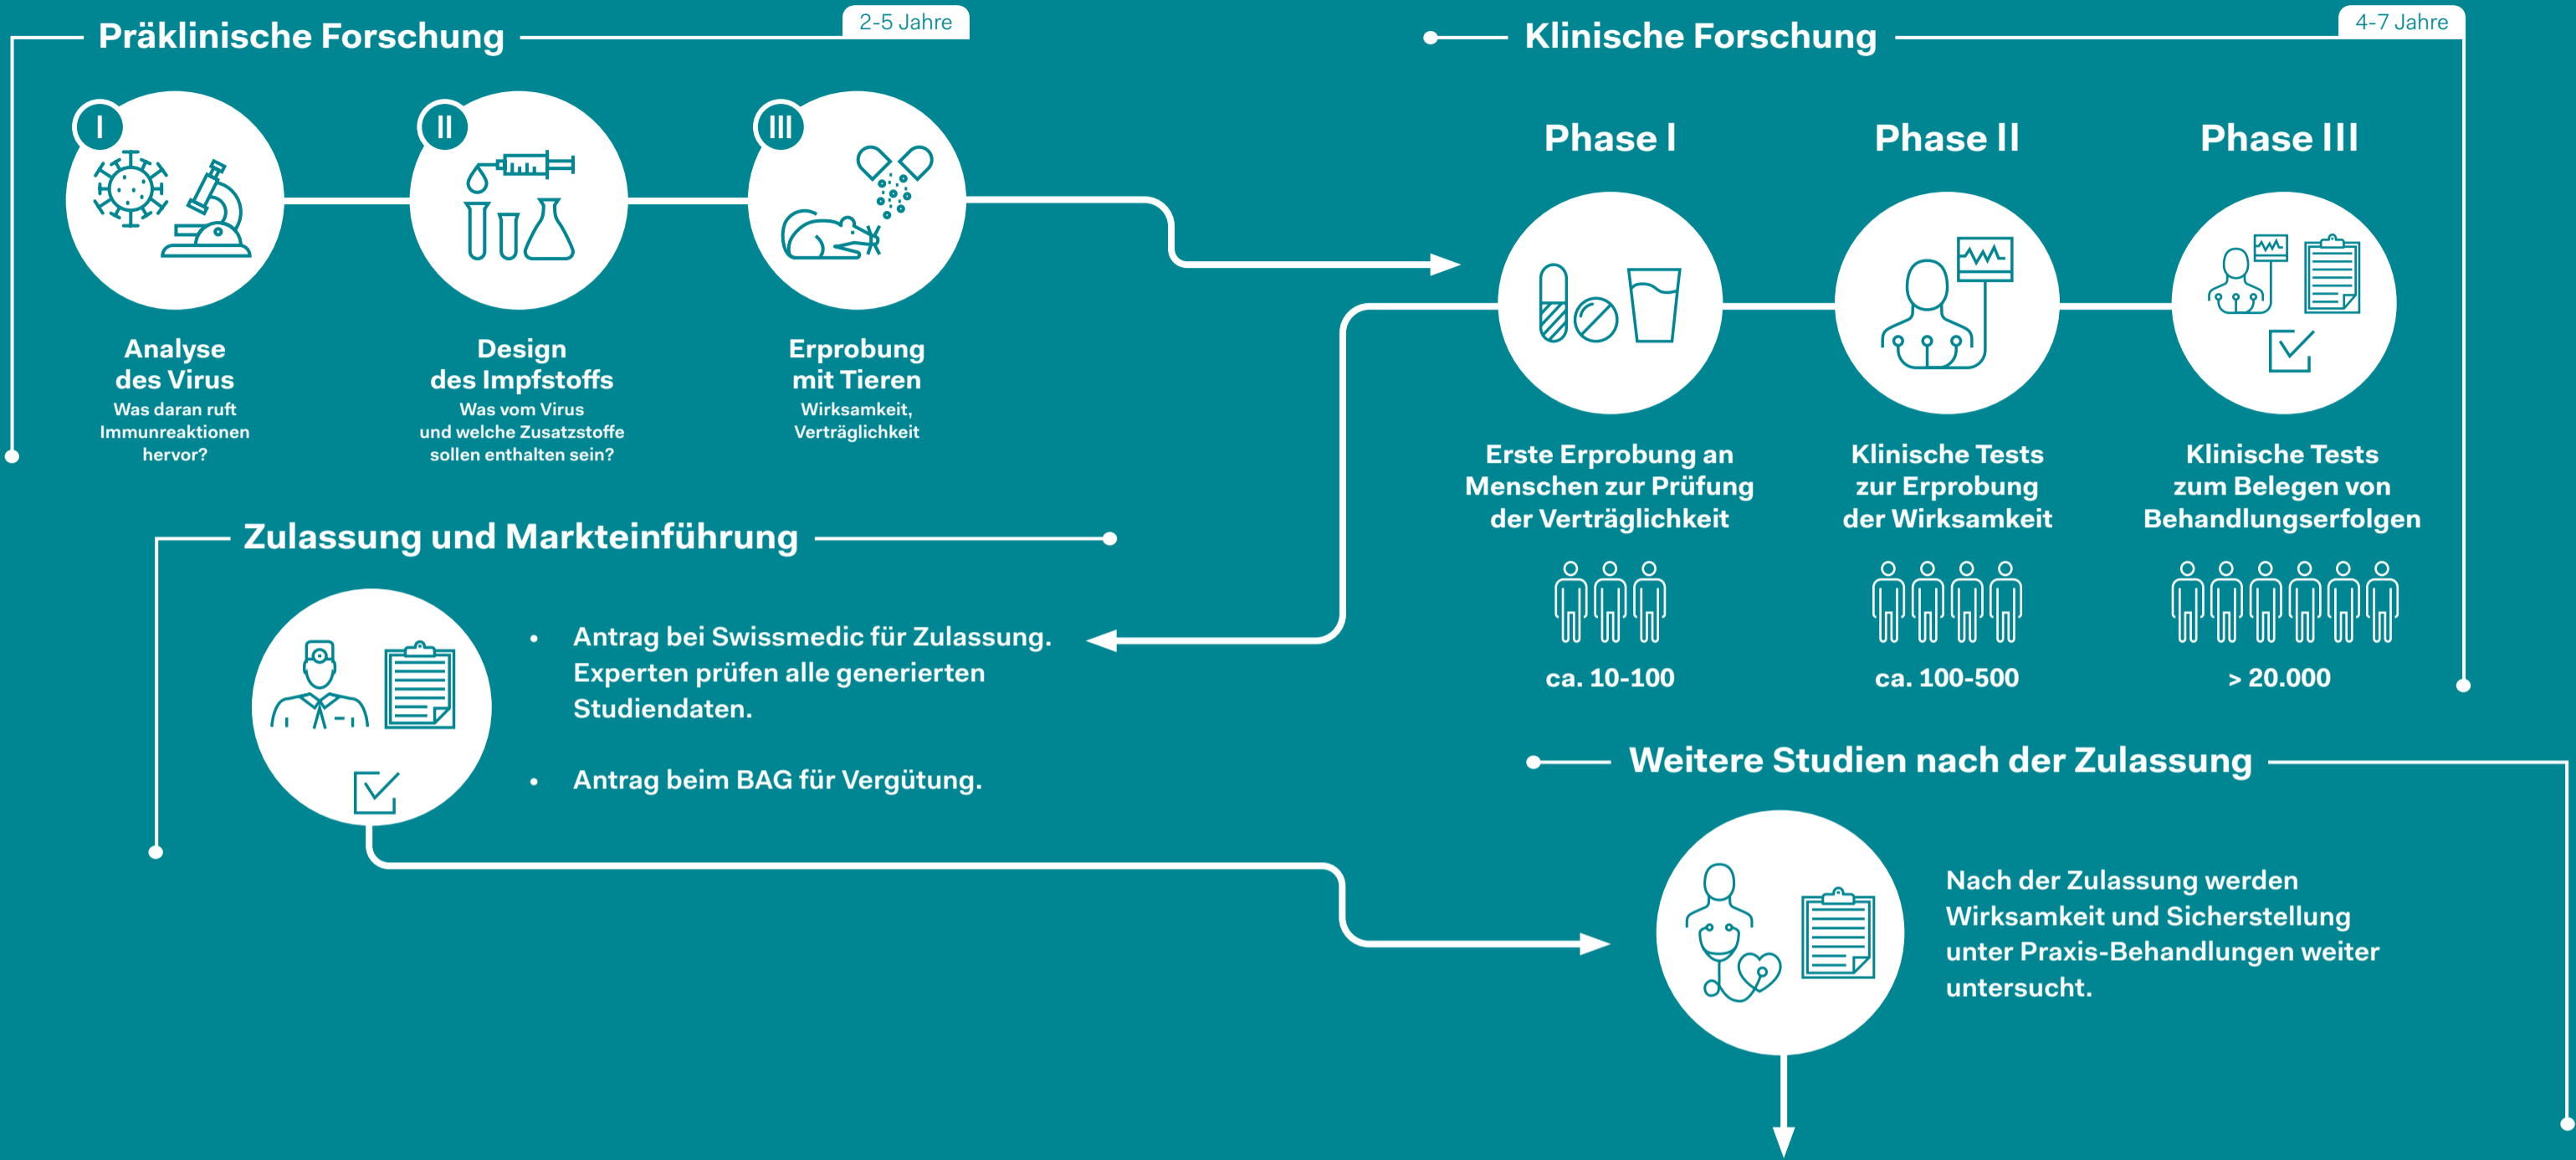 Präklinische Forschung
2-5 Jahre
I
Analyse
des Virus
Was daran ruft
Immunreaktionen
hervor?
II
Design
des Impfstoffs
Was vom Virus
und welche Zusatzstoffe
sollen enthalten sein?
III
Erprobung
mit Tieren
Wirksamkeit,
Verträglichkeit
Klinische Forschung
4-7 Jahre
Phase I
Erste Erprobung an
Menschen zur Prüfung
der Verträglichkeit
ca. 10-100
Phase II
Klinische Tests
zur Erprobung
der Wirksamkeit
ca. 100-500
Phase III
Klinische Tests
zum Belegen von
Behandlungserfolgen
> 20.000
Zulassung und Markteinführung
• Antrag bei Swissmedic für Zulassung.
Experten prüfen alle generierten
Studiendaten.
• Antrag beim BAG für Vergütung.
Weitere Studien nach der Zulassung
Nach der Zulassung werden
Wirksamkeit und Sicherstellung
unter Praxis-Behandlungen weiter
untersucht.